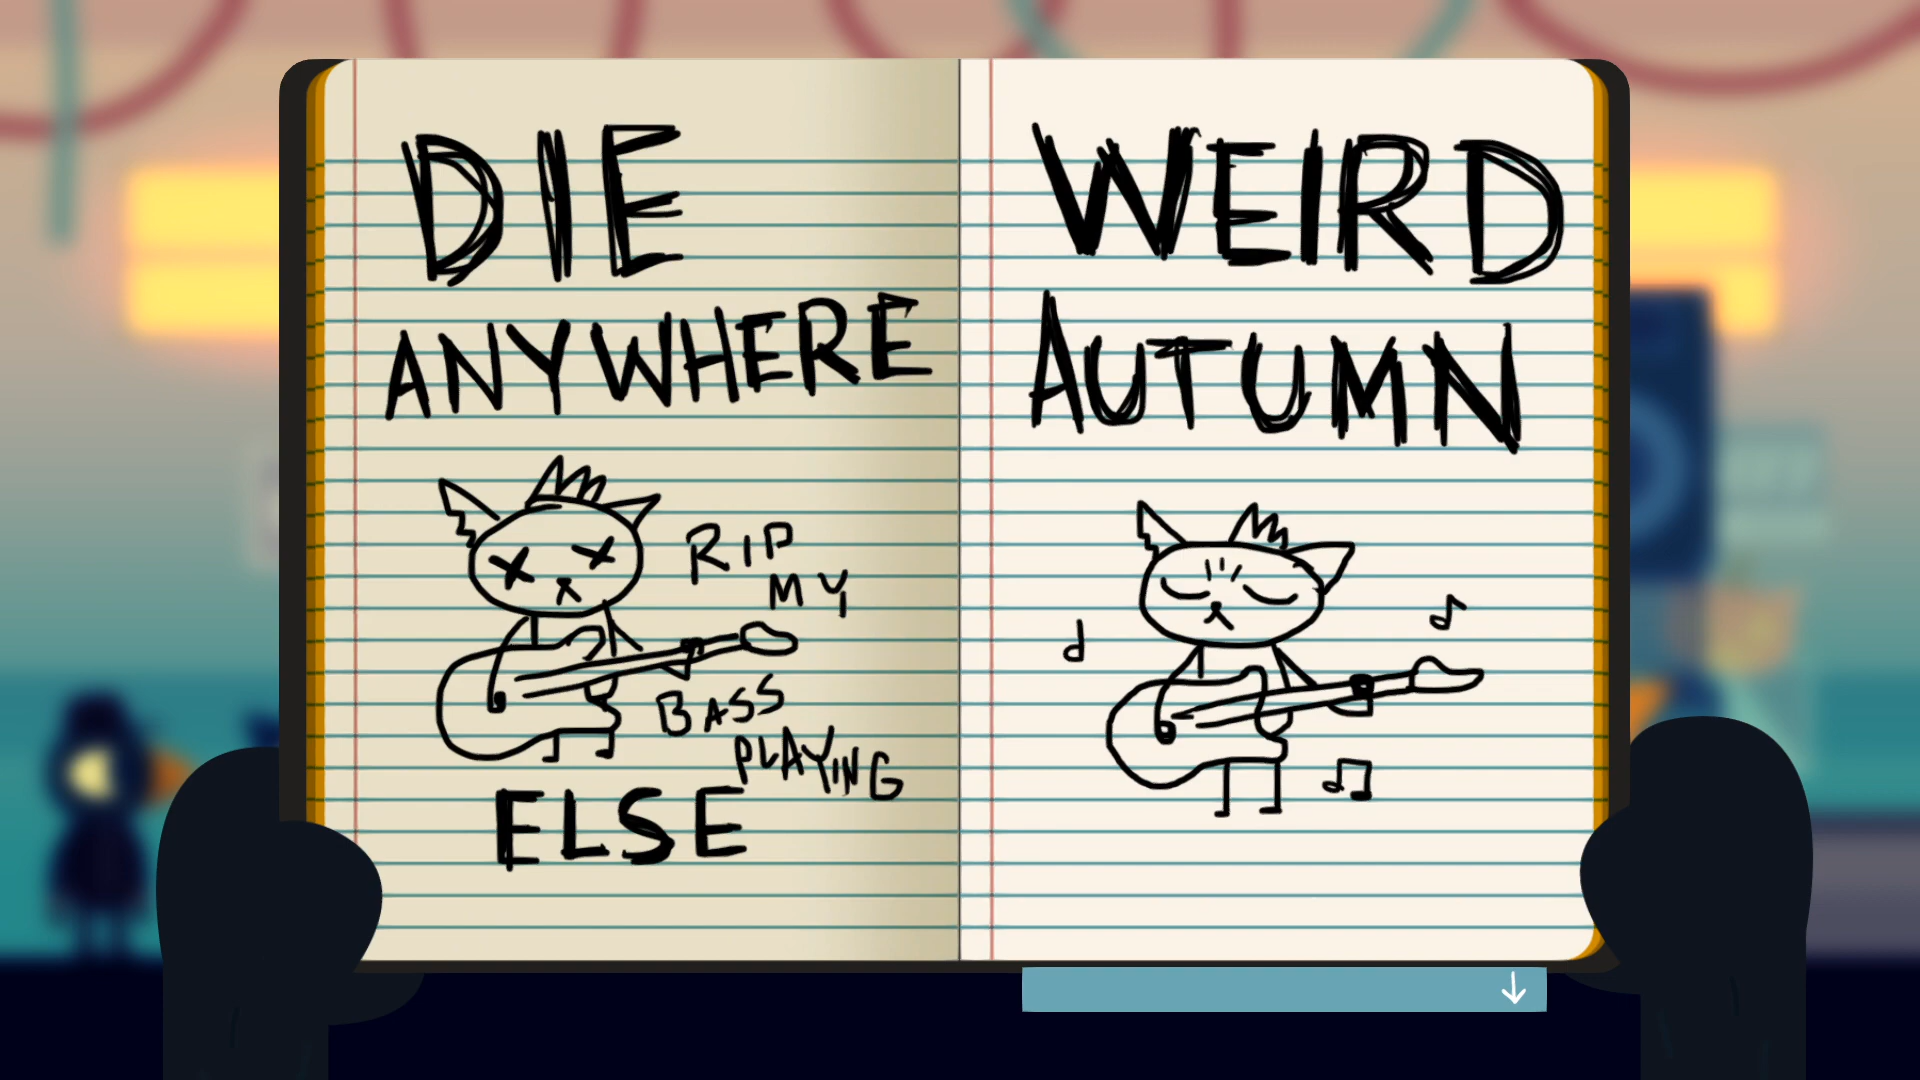 DIE
ANYWHERE
RIP
MY
BASS
PLAYING
ELSE
WEIRD
AUTUMN